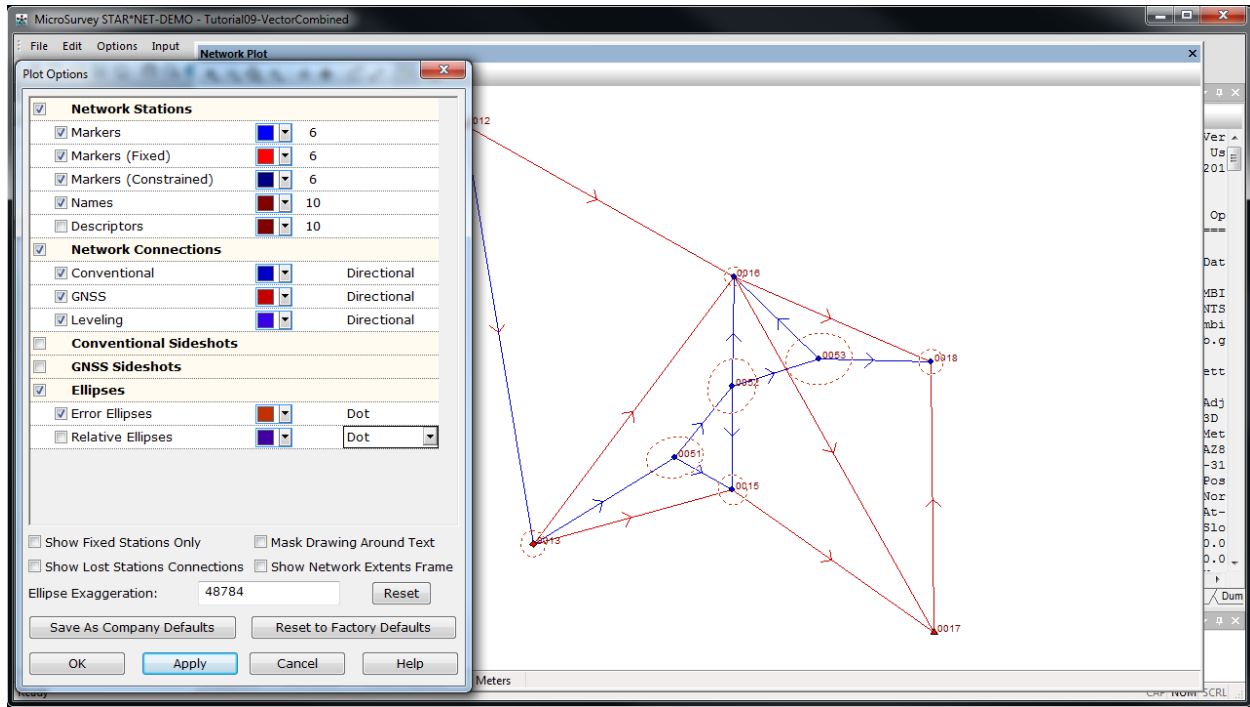 MicroSurvey STAR*NET-DEMO - Tutorial09-VectorCombined
File Edit Options Input
Network Plot
Plot Options
Network Stations
Markers 6
Markers (Fixed) 6
Markers (Constrained) 6
Names 10
Descriptors 10
Network Connections
Conventional Directional
GNSS Directional
Leveling Directional
Conventional Sideshots
GNSS Sideshots
Ellipses
Error Ellipses Dot
Relative Ellipses Dot
Show Fixed Stations Only Mask Drawing Around Text
Show Lost Stations Connections Show Network Extents Frame
Ellipse Exaggeration: 48784 Reset
Save As Company Defaults Reset to Factory Defaults
OK Apply Cancel Help
012
0016
0053
0018
0052
0051
0015
0013
0017
Meters
Ver
Us
201
Op
===
Dat
MBI
NTS
mbi
o.g
ett
Adj
3D
Met
AZ8
-31
Pos
Nor
At-
Slo
0.0
0.0
Dum
Ready
CAP NUM SCRL